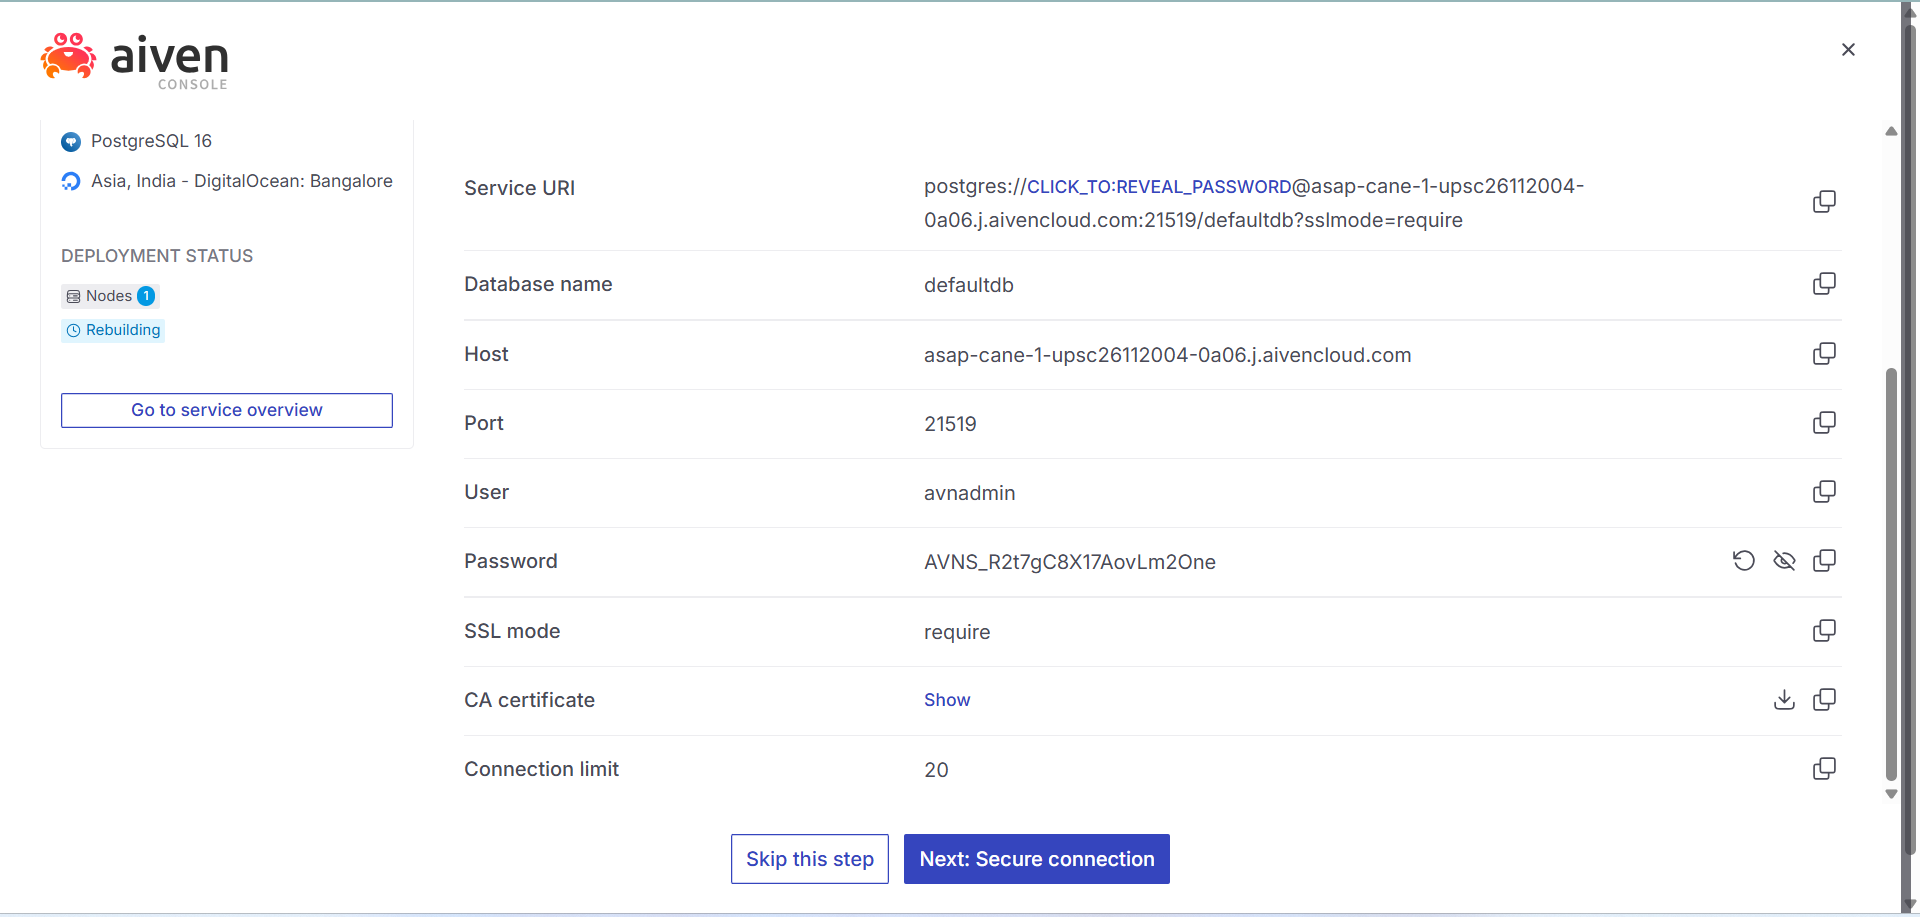 aiven
CONSOLE
PostgreSQL 16
Asia, India - DigitalOcean: Bangalore
DEPLOYMENT STATUS
Nodes 1
Rebuilding
Go to service overview
Service URI
postgres://CLICK_TO:REVEAL_PASSWORD@asap-cane-1-upsc26112004-
0a06.j.aivencloud.com:21519/defaultdb?sslmode=require
Database name
defaultdb
Host
asap-cane-1-upsc26112004-0a06.j.aivencloud.com
Port
21519
User
avnadmin
Password
AVNS_R2t7gC8X17AovLm2One
SSL mode
require
CA certificate
Show
Connection limit
20
Skip this step
Next: Secure connection